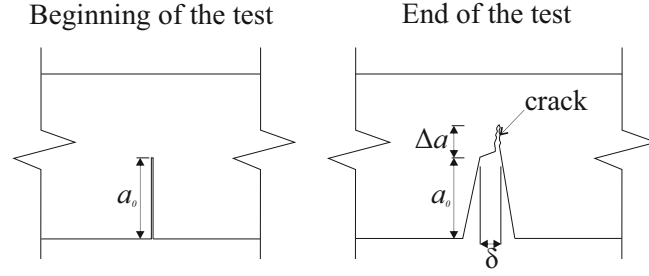 Beginning of the test
End of the test
crack
Δa
a₀
a₀
δ